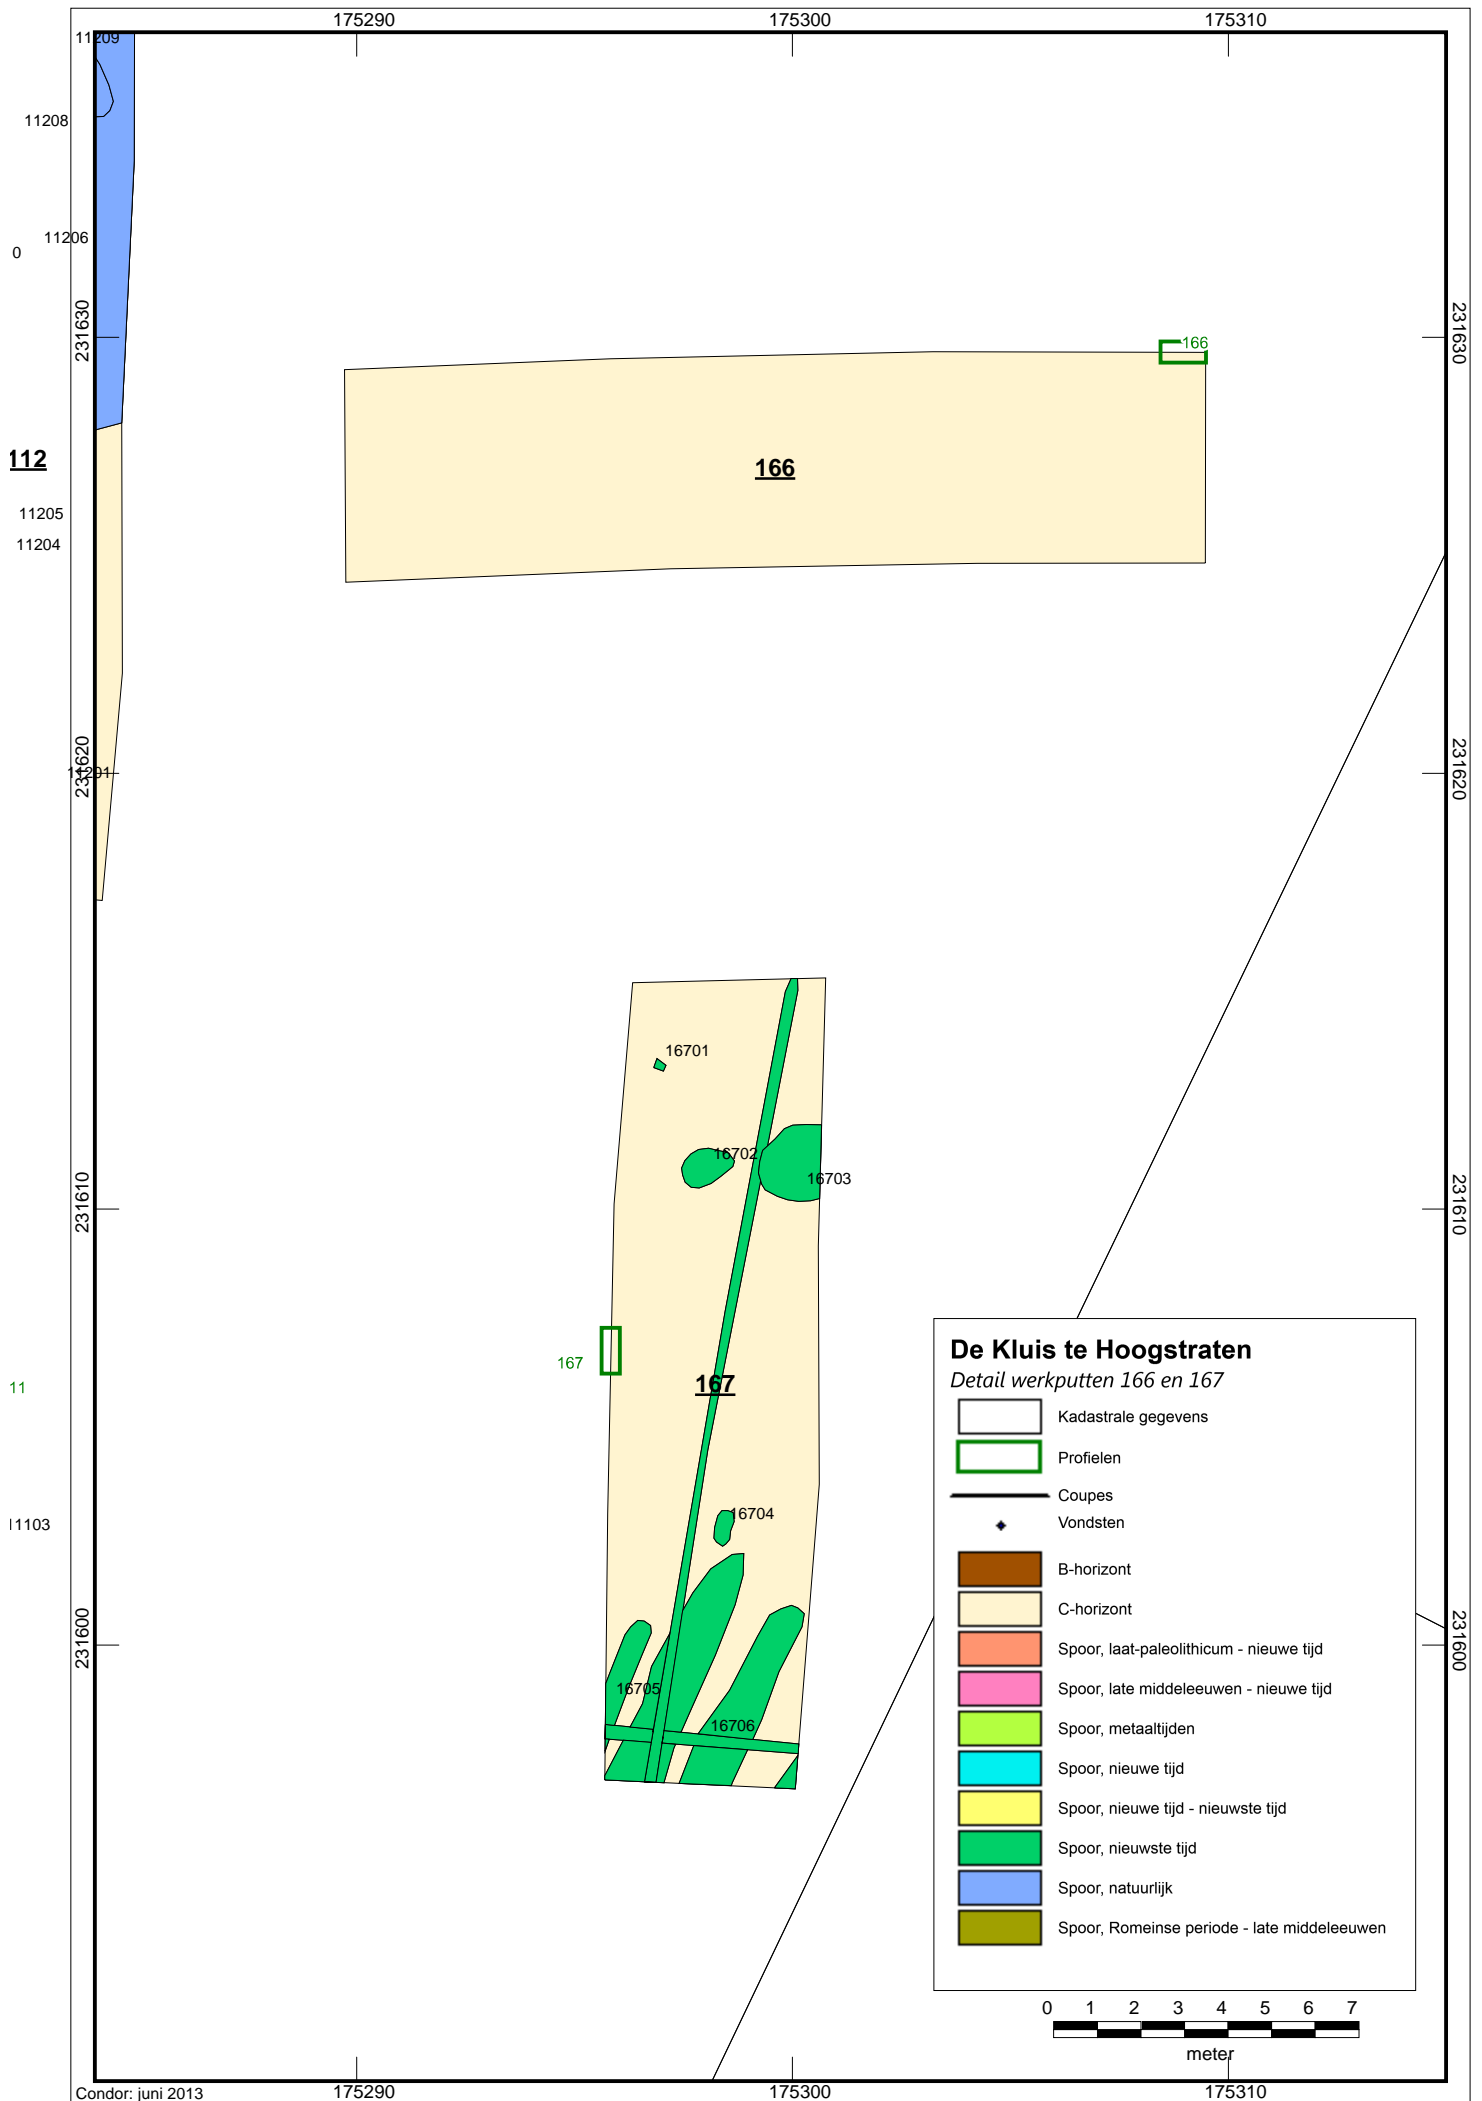 175290
175300
175310
11209
11208
11206
0
231630
231630
166
112
166
11205
11204
231620
11201
231620
16701
16702
16703
231610
231610
167
167
11
16704
1103
231600
231600
16705
16706
De Kluis te Hoogstraten
Detail werkputten 166 en 167
Kadastrale gegevens
Profielen
Coupes
Vondsten
B-horizont
C-horizont
Spoor, laat-paleolithicum - nieuwe tijd
Spoor, late middeleeuwen - nieuwe tijd
Spoor, metaaltijden
Spoor, nieuwe tijd
Spoor, nieuwe tijd - nieuwste tijd
Spoor, nieuwste tijd
Spoor, natuurlijk
Spoor, Romeinse periode - late middeleeuwen
0 1 2 3 4 5 6 7
meter
Condor: juni 2013
175290
175300
175310